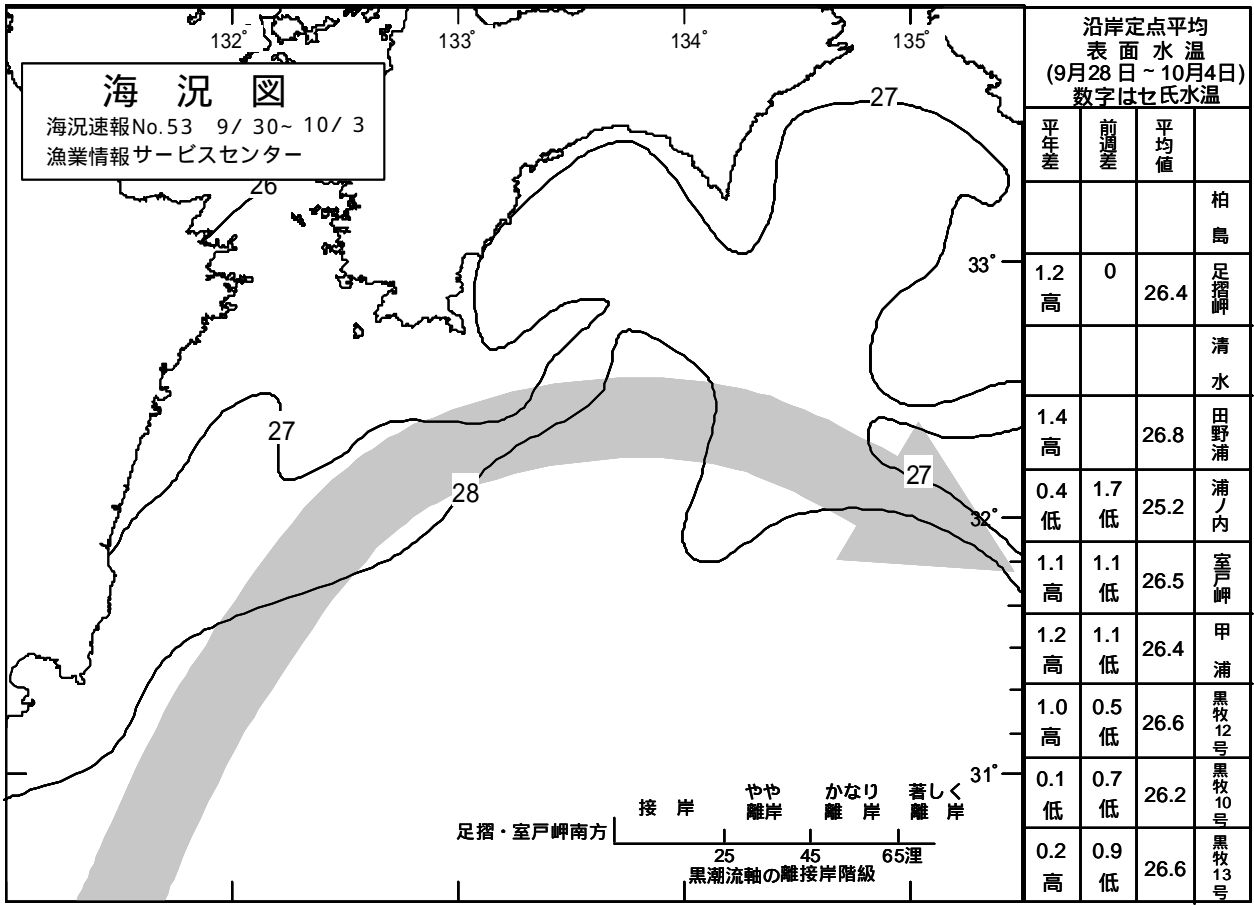 132°
133°
134°
135°
海 況 図
海況速報No.53 9/ 30~ 10/ 3
漁業情報サービスセンター
26
27
33°
27
28
27
32°
31°
接 岸
やや
離岸
かなり
離 岸
著しく
離 岸
足摺・室戸岬南方
25
45
65浬
黒潮流軸の離接岸階級
沿岸定点平均
表 面 水 温
(9月28 日 ~ 10月4日)
数字はセ氏水温
平年差 前週差 平均値
柏島
1.2高 0 26.4 足摺岬
清水
1.4高 26.8 田野浦
0.4低 1.7低 25.2 浦ノ内
1.1高 1.1低 26.5 室戸岬
1.2高 1.1低 26.4 甲浦
1.0高 0.5低 26.6 黒牧12号
0.1低 0.7低 26.2 黒牧10号
0.2高 0.9低 26.6 黒牧13号